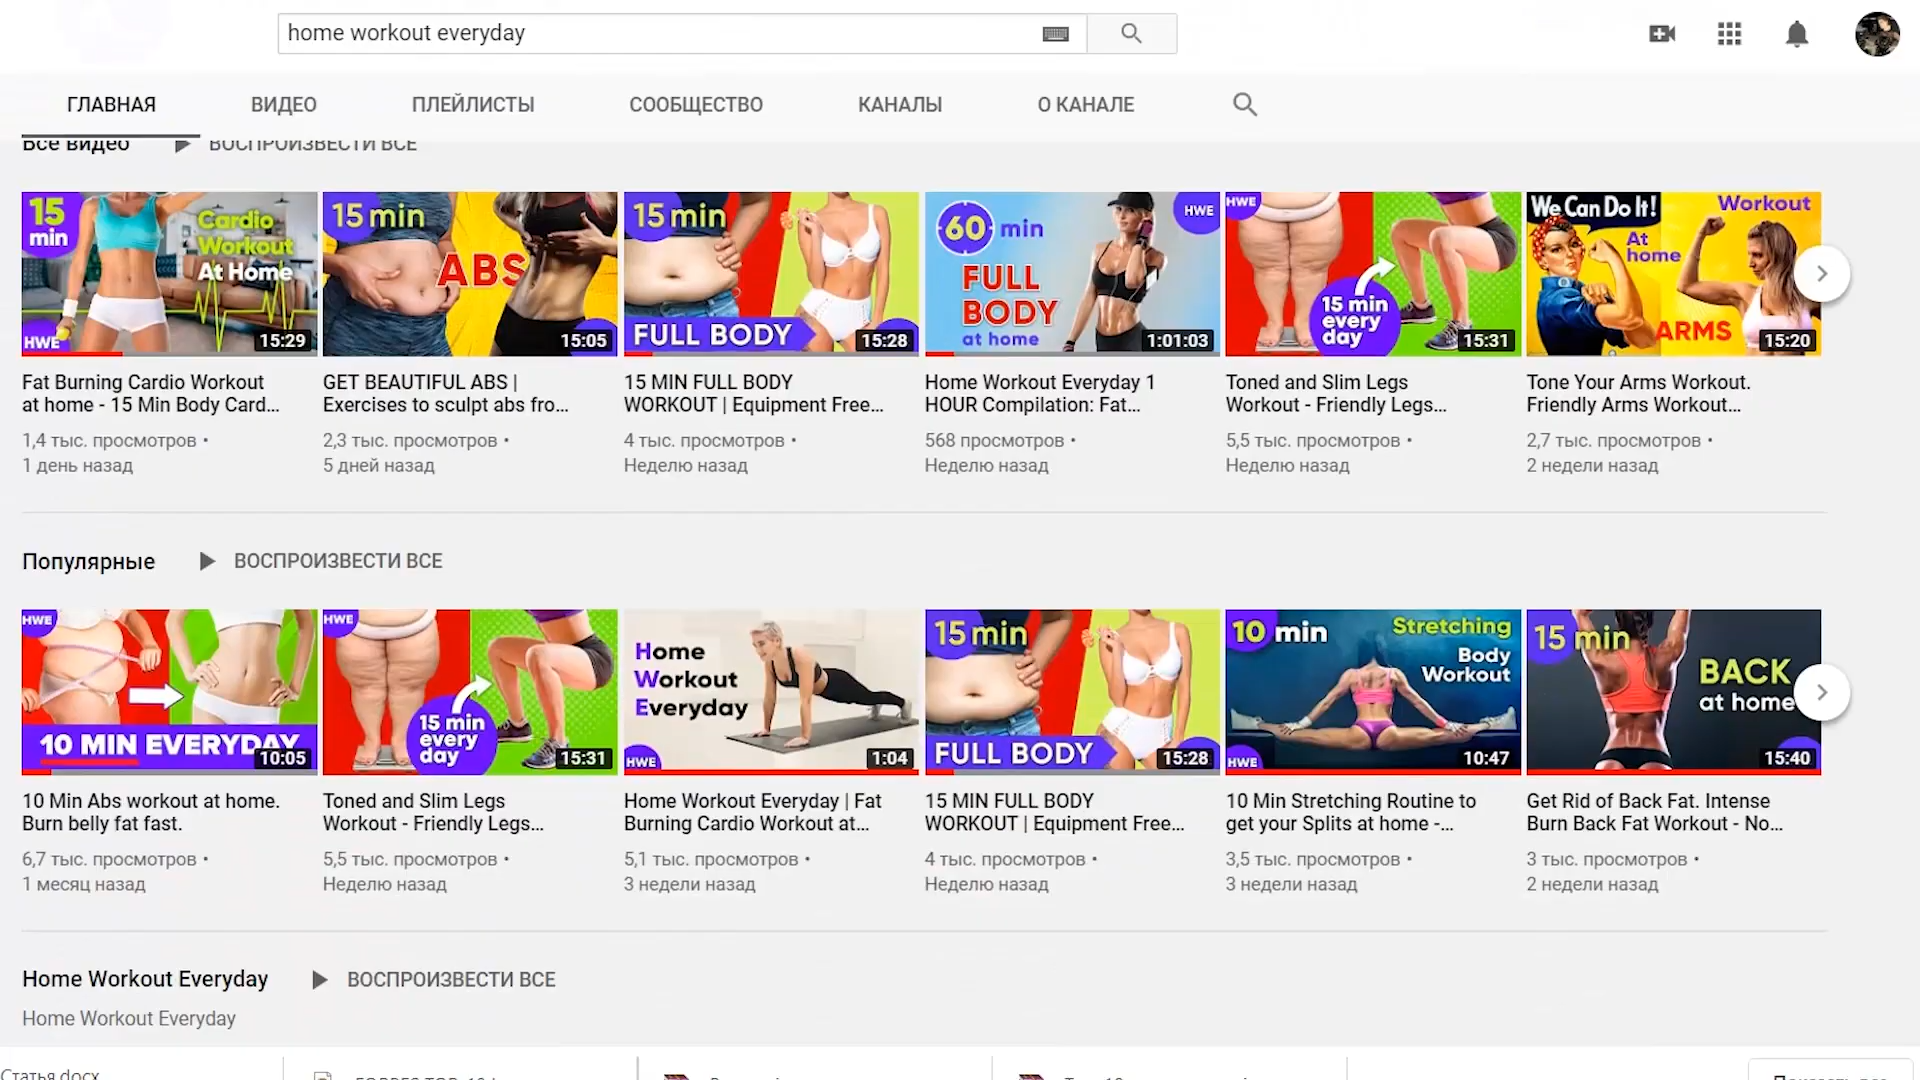 home workout everyday
ГЛАВНАЯ
ВИДЕО
ПЛЕЙЛИСТЫ
СООБЩЕСТВО
КАНАЛЫ
О КАНАЛЕ
Все видео
ВОСПРОИЗВЕСТИ ВСЕ
15
min
Cardio
Workout
At Home
HWE
15:29
15 min
ABS
15:05
15 min
FULL BODY
15:28
60 min
FULL
BODY
at home
HWE
1:01:03
HWE
15 min
every
day
15:31
We Can Do It!
Workout
At
home
ARMS
15:20
Fat Burning Cardio Workout
at home - 15 Min Body Card...
1,4 тыс. просмотров •
1 день назад
GET BEAUTIFUL ABS |
Exercises to sculpt abs fro...
2,3 тыс. просмотров •
5 дней назад
15 MIN FULL BODY
WORKOUT | Equipment Free...
4 тыс. просмотров •
Неделю назад
Home Workout Everyday 1
HOUR Compilation: Fat...
568 просмотров •
Неделю назад
Toned and Slim Legs
Workout - Friendly Legs...
5,5 тыс. просмотров •
Неделю назад
Tone Your Arms Workout.
Friendly Arms Workout...
2,7 тыс. просмотров •
2 недели назад
Популярные
ВОСПРОИЗВЕСТИ ВСЕ
HWE
10 MIN EVERYDAY
10:05
HWE
15 min
every
day
15:31
Home
Workout
Everyday
HWE
1:04
15 min
FULL BODY
15:28
10 min
Stretching
Body
Workout
HWE
10:47
15 min
BACK
at home
15:40
10 Min Abs workout at home.
Burn belly fat fast.
6,7 тыс. просмотров •
1 месяц назад
Toned and Slim Legs
Workout - Friendly Legs...
5,5 тыс. просмотров •
Неделю назад
Home Workout Everyday | Fat
Burning Cardio Workout at...
5,1 тыс. просмотров •
3 недели назад
15 MIN FULL BODY
WORKOUT | Equipment Free...
4 тыс. просмотров •
Неделю назад
10 Min Stretching Routine to
get your Splits at home -...
3,5 тыс. просмотров •
3 недели назад
Get Rid of Back Fat. Intense
Burn Back Fat Workout - No...
3 тыс. просмотров •
2 недели назад
Home Workout Everyday
ВОСПРОИЗВЕСТИ ВСЕ
Home Workout Everyday
Статья.docx